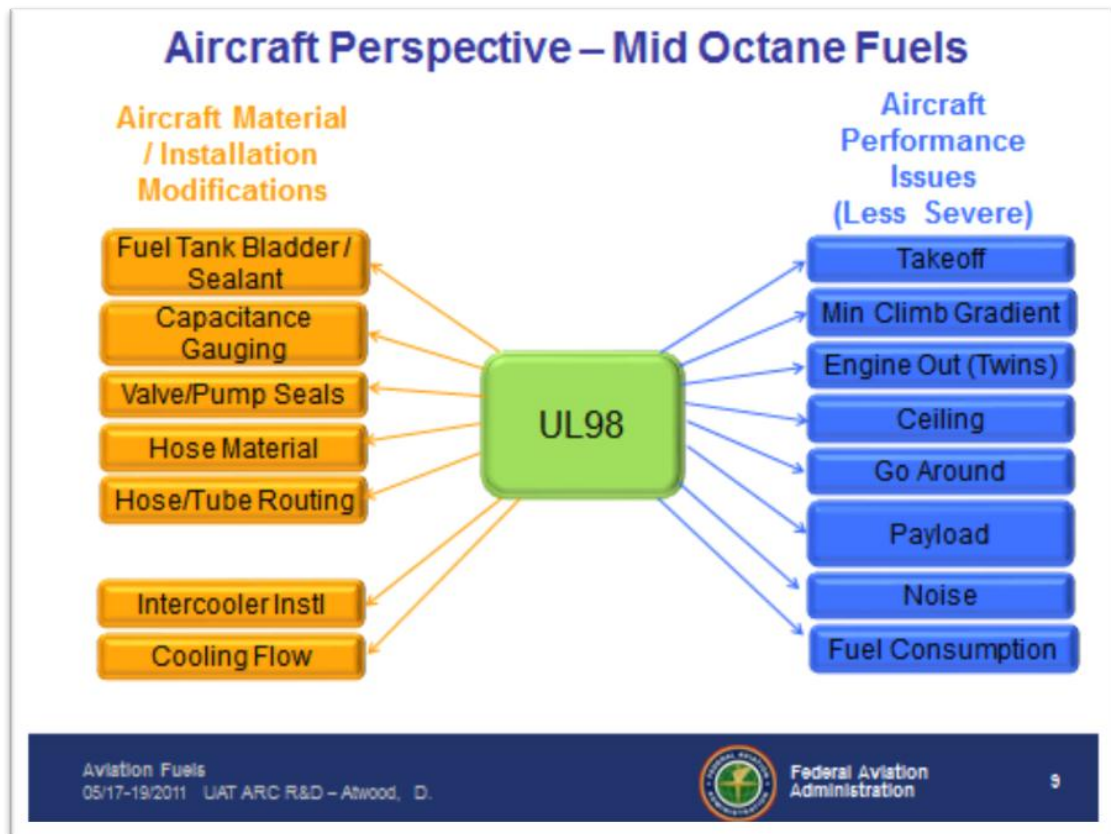 Aircraft Perspective – Mid Octane Fuels
Aircraft Material
/ Installation
Modifications
Fuel Tank Bladder /
Sealant
Capacitance
Gauging
Valve/Pump Seals
Hose Material
Hose/Tube Routing
Intercooler Instl
Cooling Flow
UL98
Aircraft
Performance
Issues
(Less Severe)
Takeoff
Min Climb Gradient
Engine Out (Twins)
Ceiling
Go Around
Payload
Noise
Fuel Consumption
Aviation Fuels
05/17-19/2011 UAT ARC R&D – Atwood, D.
Federal Aviation
Administration
9